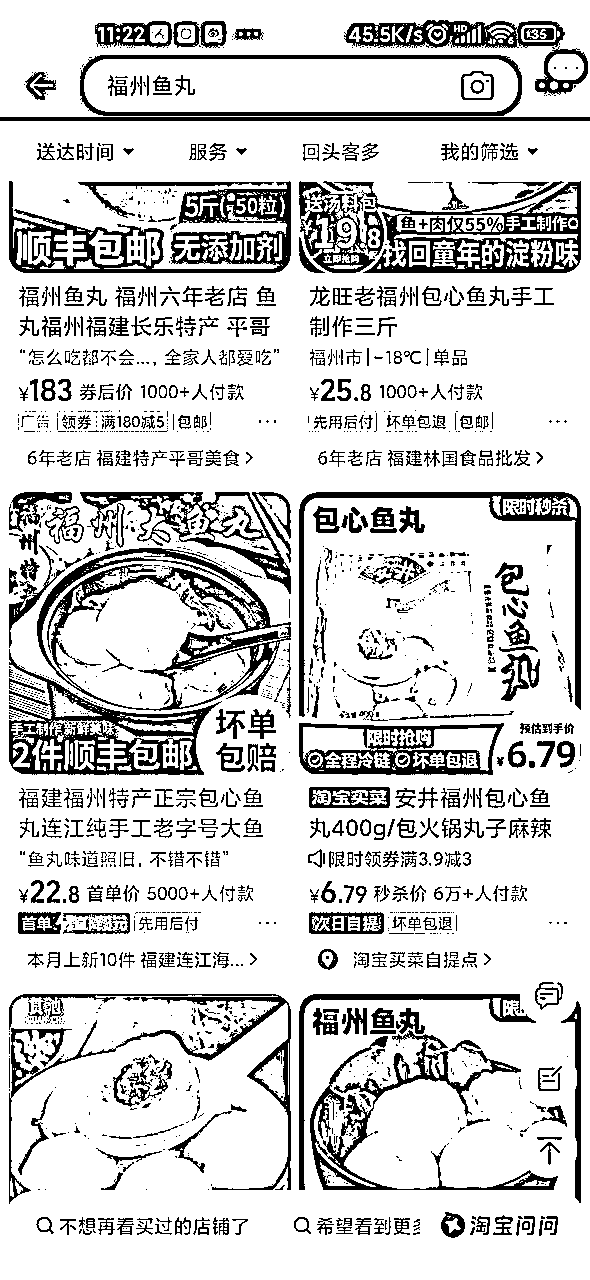 11:22 45.5K/s 35
福州鱼丸
送达时间 服务 回头客多 我的筛选
5斤(≈50粒)
顺丰包邮 无添加剂
福州鱼丸 福州六年老店 鱼
丸福州福建长乐特产 平哥
“怎么吃都不会..., 全家人都爱吃”
¥183 券后价 1000+人付款
广告 领券 满180减5 包邮
6年老店 福建特产平哥美食
送汤料包
19.8
立即抢购
鱼+肉仅55%手工制作
找回童年的淀粉味
龙旺老福州包心鱼丸手工
制作三斤
福州市|-18℃|单品
¥25.8 1000+人付款
先用后付 坏单包退 包邮
6年老店 福建林国食品批发
福州大鱼丸
福州特产
手工制作 新鲜美味
2件顺丰包邮
坏单
包赔
福建福州特产正宗包心鱼
丸连江纯手工老字号大鱼
“鱼丸味道照旧, 不错不错”
¥22.8 首单价 5000+人付款
首单 先用后付
本月上新10件 福建连江海...
限时秒杀
包心鱼丸
包心鱼丸
限时抢购
全程冷链 坏单包退
预估到手价
¥6.79
淘宝买菜 安井福州包心鱼
丸400g/包火锅丸子麻辣
限时领券满3.9减3
¥6.79 秒杀价 6万+人付款
次日自提 坏单包退
淘宝买菜自提点
福州鱼丸
不想再看买过的店铺了 希望看到更多 淘宝问问